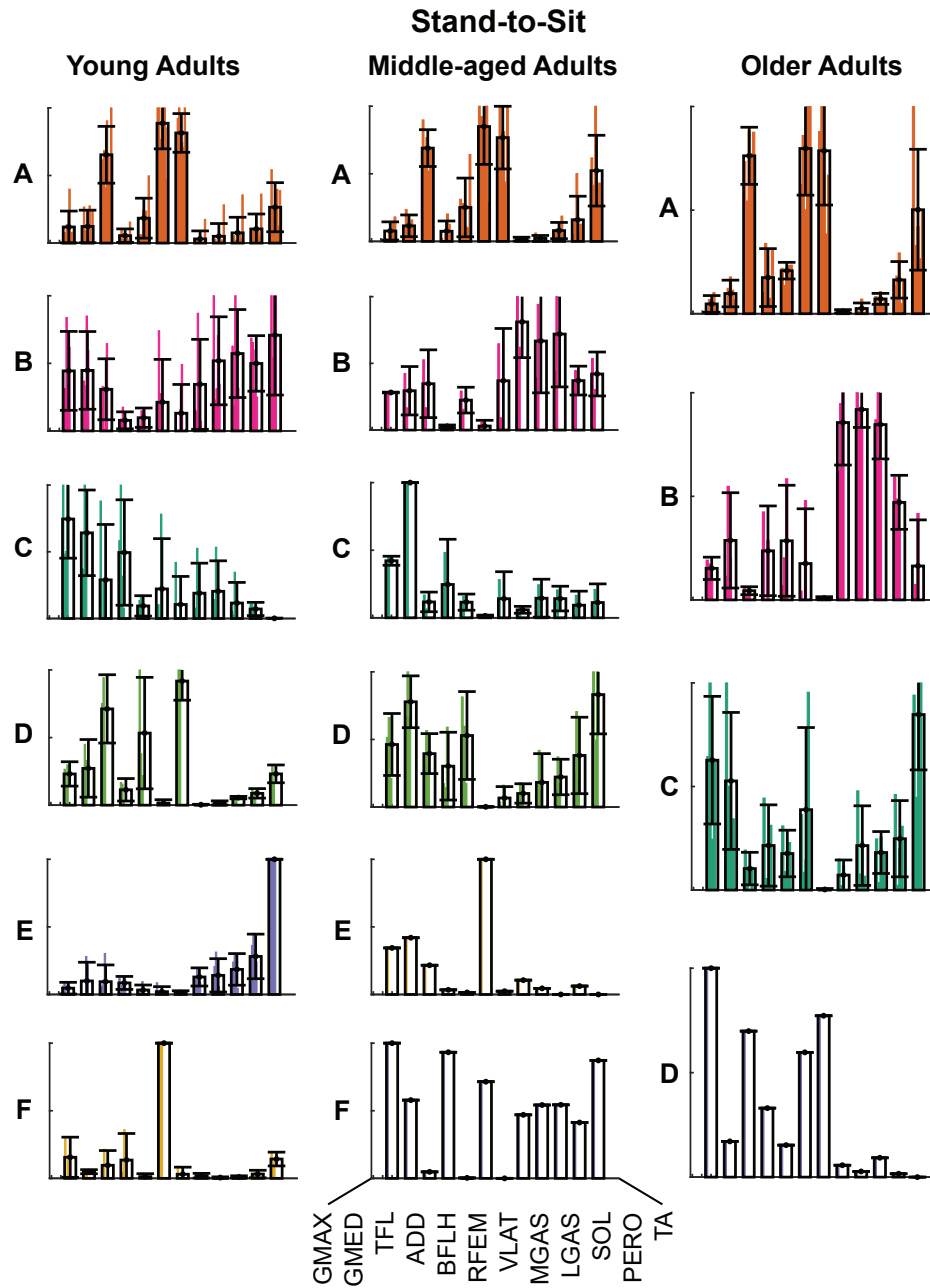 Stand-to-Sit
Young Adults
Middle-aged Adults
Older Adults
A
A
A
B
B
B
C
C
C
D
D
D
E
E
F
F
GMAX
GMED
TFL
ADD
BFLH
RFEM
VLAT
MGAS
LGAS
SOL
PERO
TA